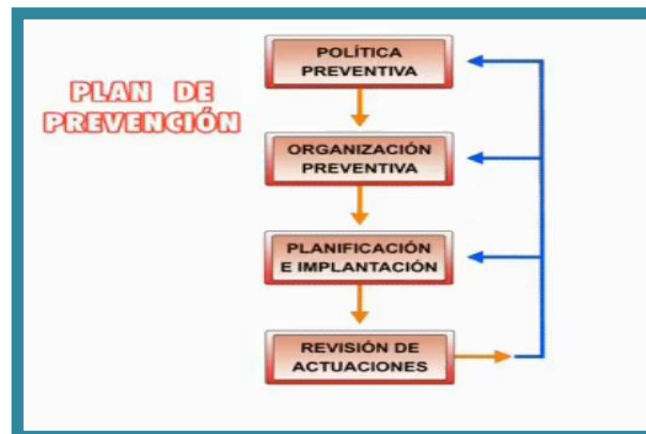 PLAN DE
PREVENCIÓN
POLÍTICA
PREVENTIVA
ORGANIZACIÓN
PREVENTIVA
PLANIFICACIÓN
E IMPLANTACIÓN
REVISIÓN DE
ACTUACIONES